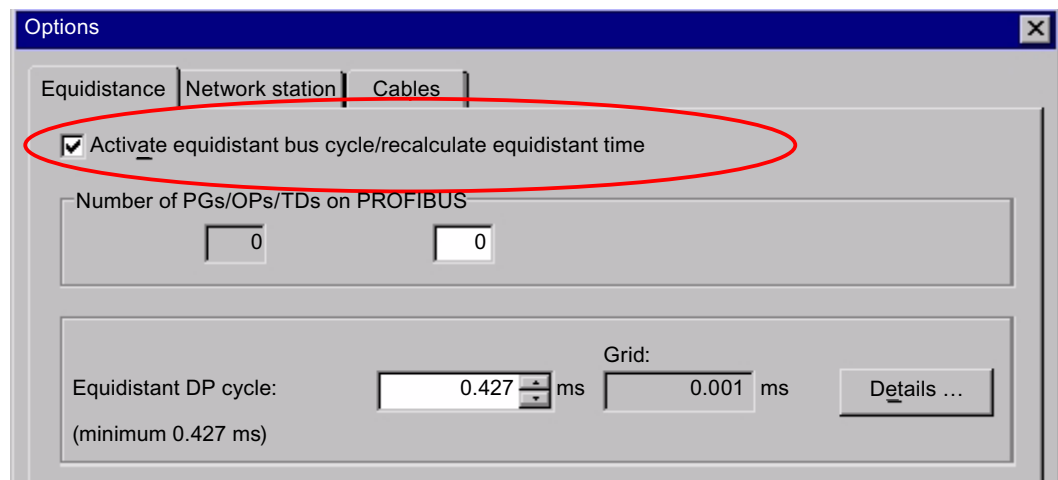 Options
Equidistance Network station Cables
Activate equidistant bus cycle/recalculate equidistant time
Number of PGs/OPs/TDs on PROFIBUS
0 0
Grid:
Equidistant DP cycle: 0.427 ms 0.001 ms Details …
(minimum 0.427 ms)